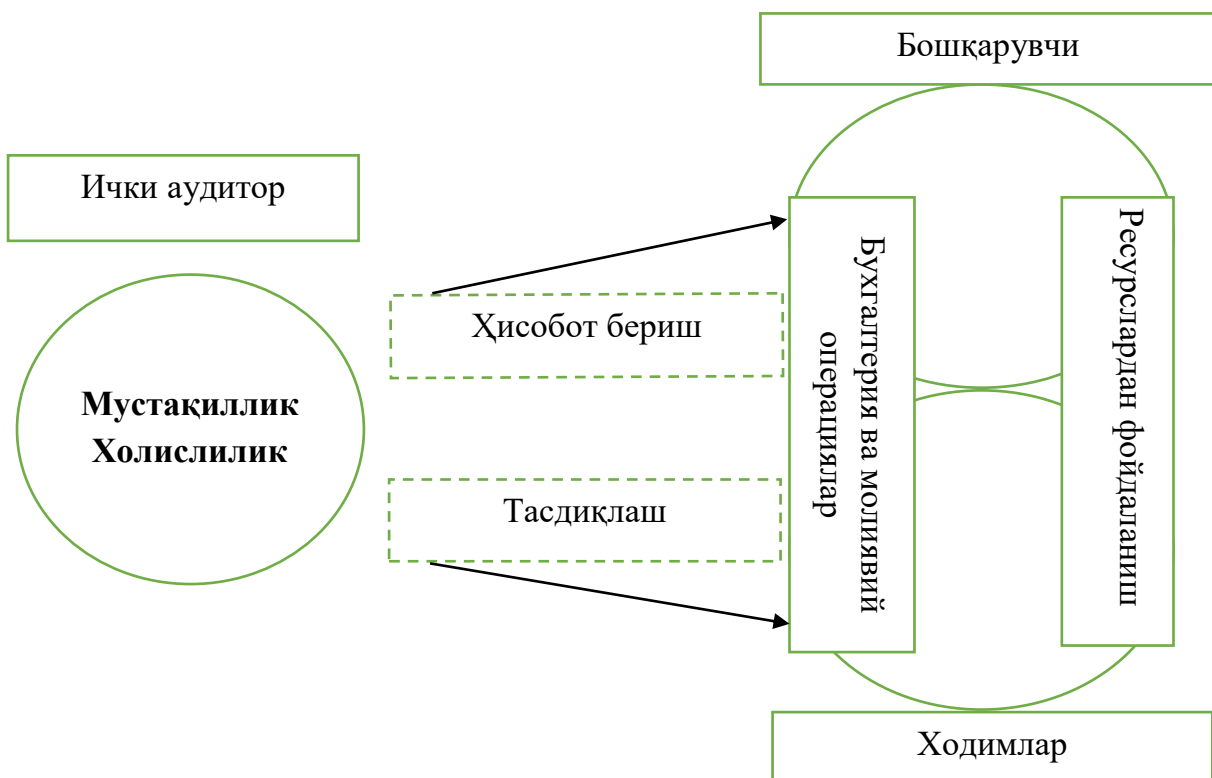 Бошқарувчи
Ички аудитор
Мустақиллик
Холислилик
Ҳисобот бериш
Тасдиқлаш
Бухгалтерия ва молиявий
операциялар
Ресурслардан фойдаланиш
Ходимлар